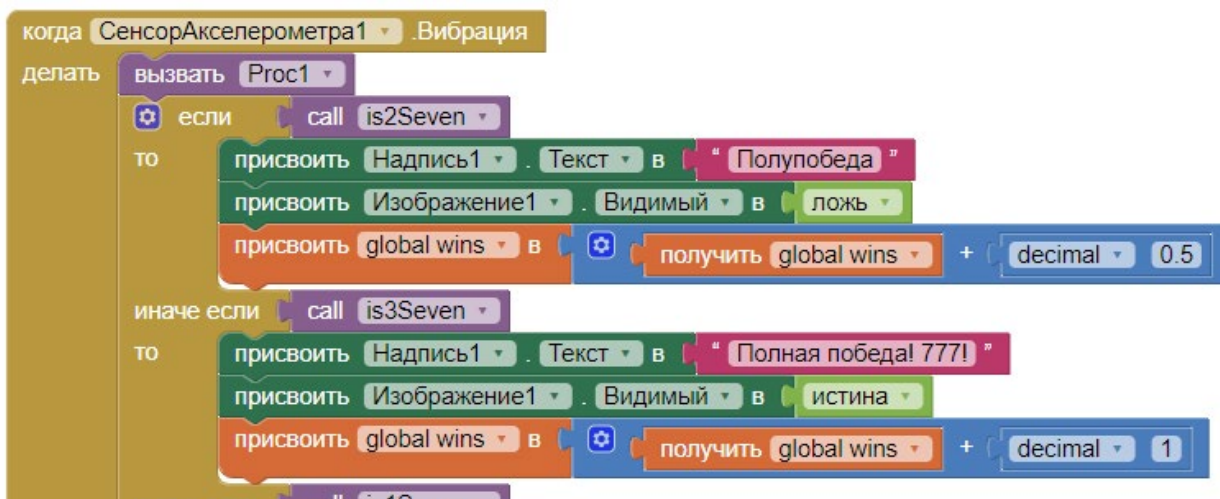 когда СенсорАкселерометра1 .Вибрация
делать вызвать Proc1
если call is2Seven
то присвоить Надпись1 . Текст в " Полупобеда "
присвоить Изображение1 . Видимый в ложь
присвоить global wins в получить global wins + decimal 0.5
иначе если call is3Seven
то присвоить Надпись1 . Текст в " Полная победа! 777! "
присвоить Изображение1 . Видимый в истина
присвоить global wins в получить global wins + decimal 1